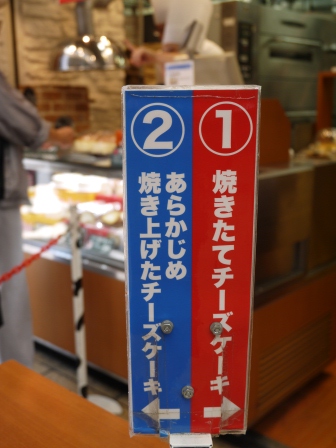 ①
焼きたてチーズケーキ
②
あらかじめ
焼き上げたチーズケーキ